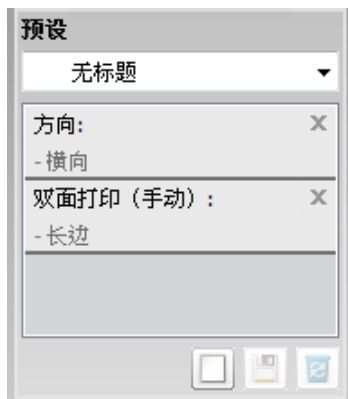 预设
无标题
方向:
- 横向
双面打印（手动）:
- 长边